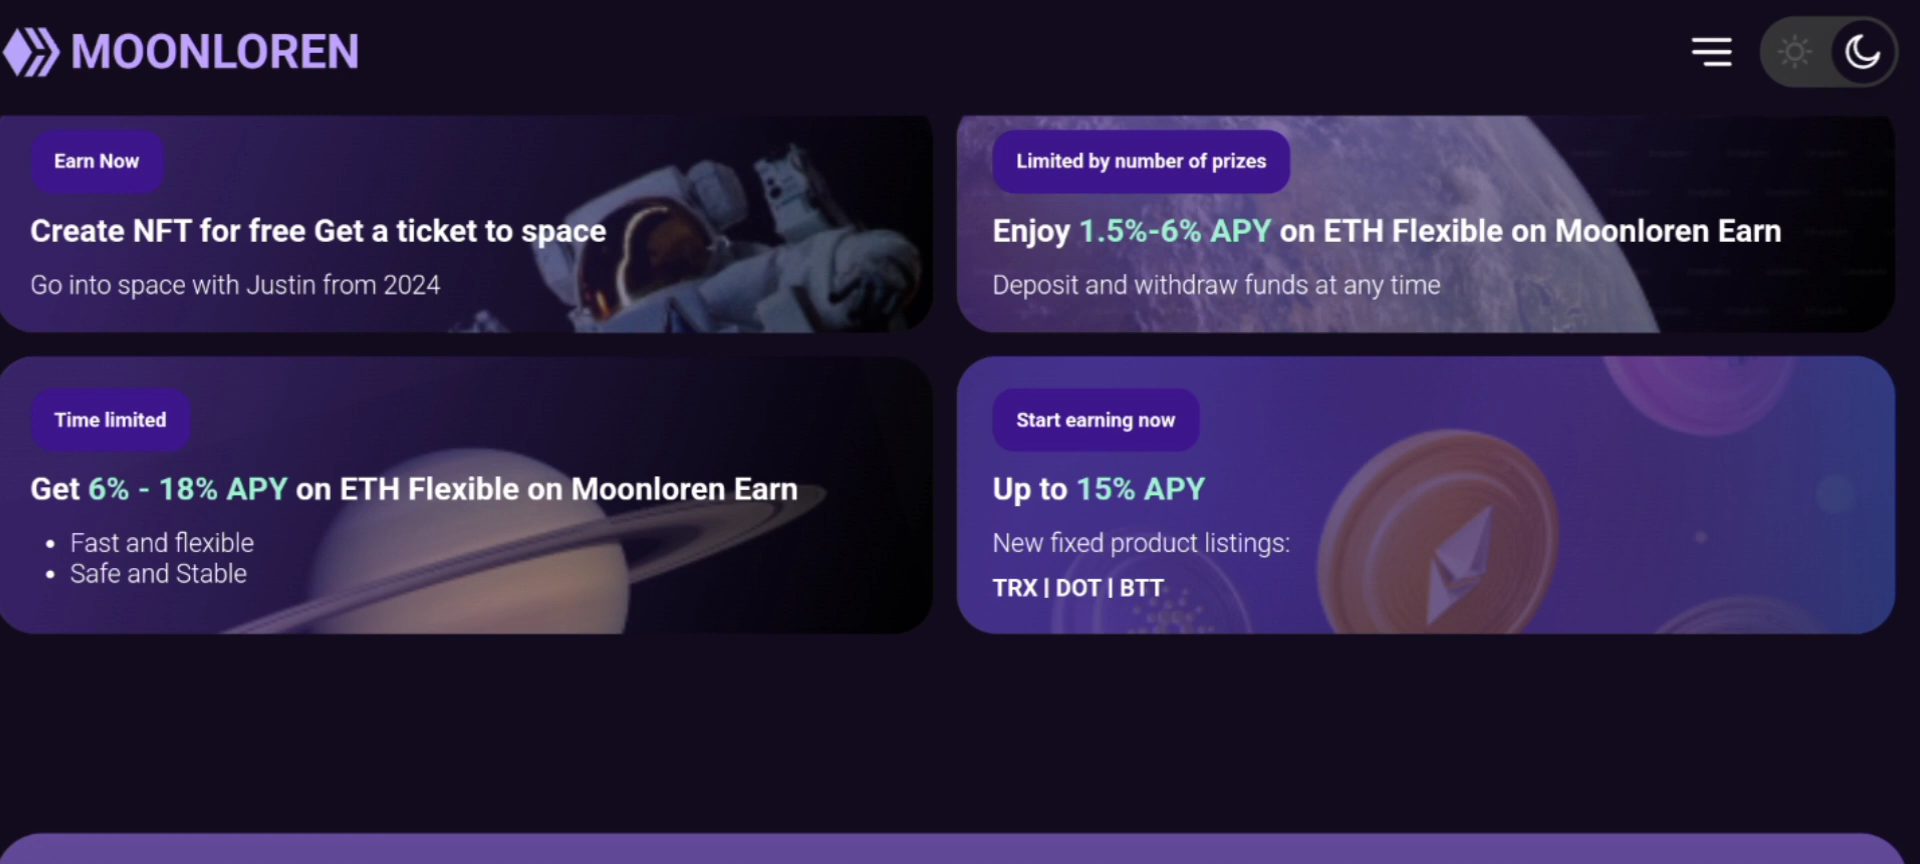 MOONLOREN
Earn Now
Create NFT for free Get a ticket to space
Go into space with Justin from 2024
Limited by number of prizes
Enjoy 1.5%-6% APY on ETH Flexible on Moonloren Earn
Deposit and withdraw funds at any time
Time limited
Get 6% - 18% APY on ETH Flexible on Moonloren Earn
• Fast and flexible
• Safe and Stable
Start earning now
Up to 15% APY
New fixed product listings:
TRX | DOT | BTT